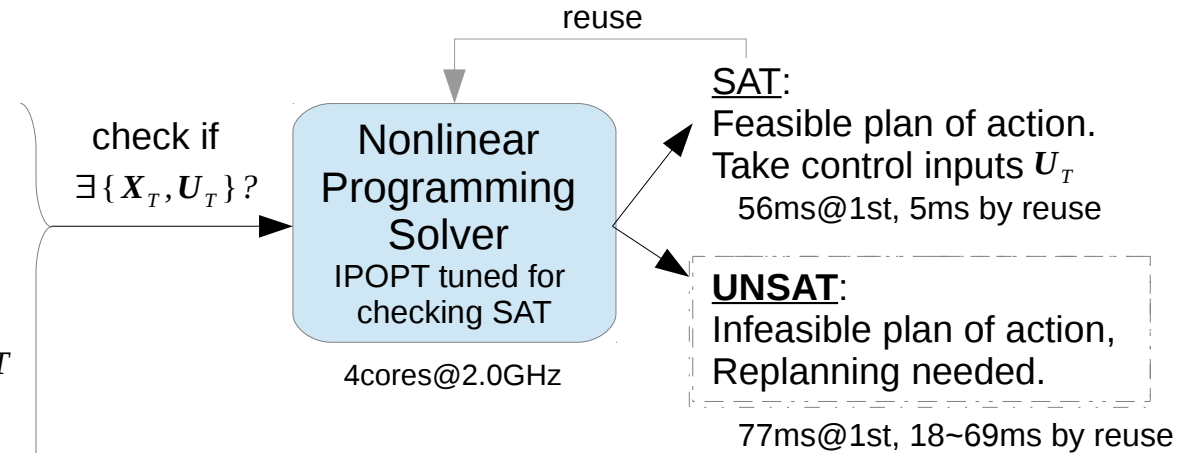 reuse
check if
∃{X_T, U_T}?
Nonlinear
Programming
Solver
IPOPT tuned for
checking SAT
4cores@2.0GHz
SAT:
Feasible plan of action.
Take control inputs U_T
56ms@1st, 5ms by reuse
UNSAT:
Infeasible plan of action,
Replanning needed.
77ms@1st, 18~69ms by reuse
T